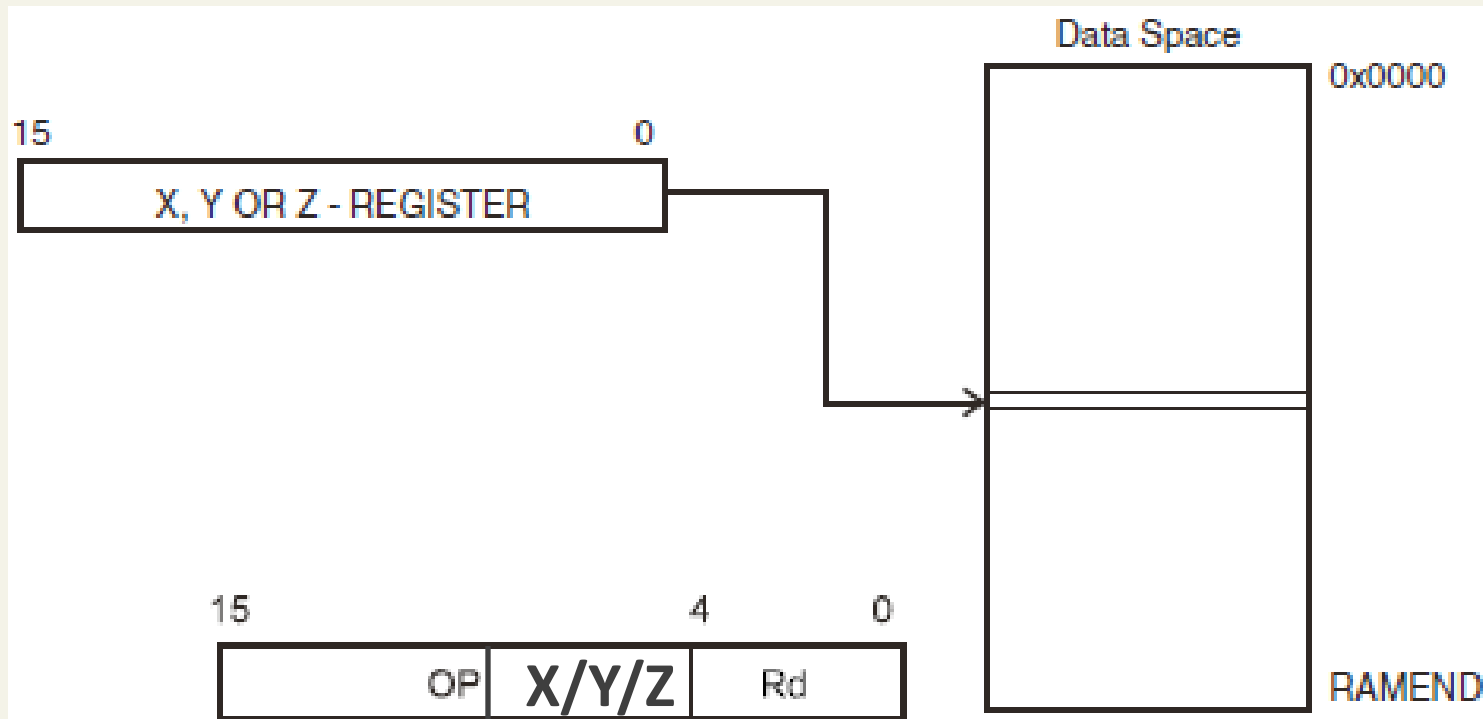 Data Space
0x0000
15 0
X, Y OR Z - REGISTER
15 4 0
OP X/Y/Z Rd
RAMEND